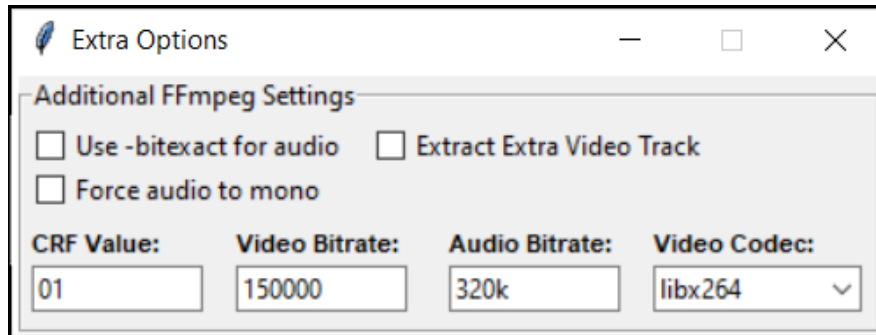 Extra Options
Additional FFmpeg Settings
Use -bitexact for audio Extract Extra Video Track
Force audio to mono
CRF Value: Video Bitrate: Audio Bitrate: Video Codec:
01 150000 320k libx264